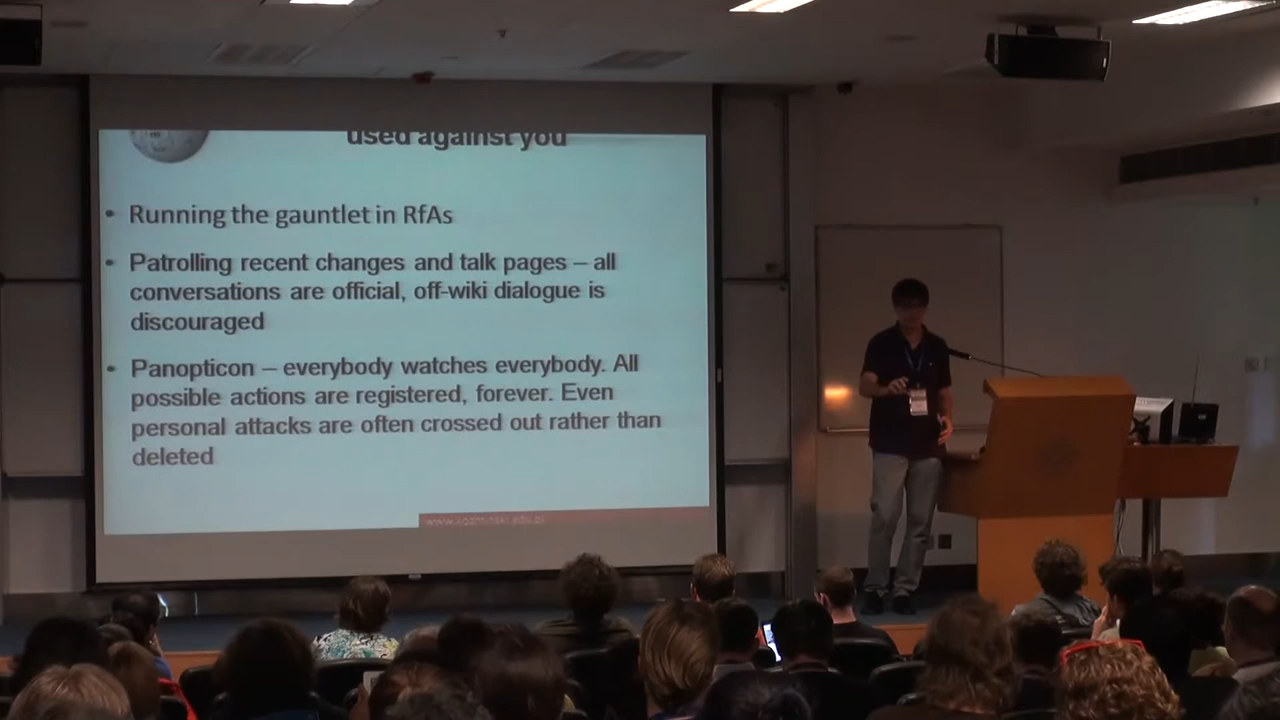 used against you
• Running the gauntlet in RfAs
• Patrolling recent changes and talk pages – all
conversations are official, off-wiki dialogue is
discouraged
• Panopticon – everybody watches everybody. All
possible actions are registered, forever. Even
personal attacks are often crossed out rather than
deleted
www.kozminski.edu.pl